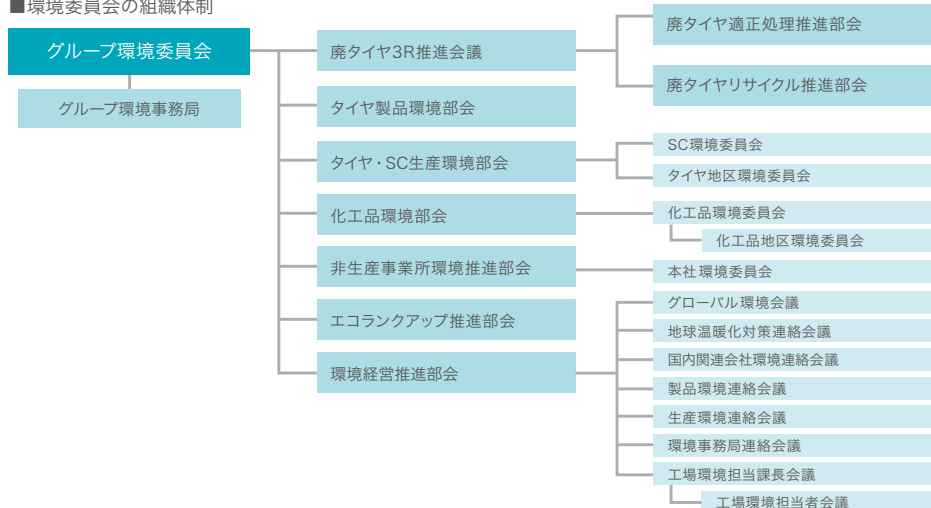 ■環境委員会の組織体制
グループ環境委員会
グループ環境事務局
廃タイヤ3R推進会議
廃タイヤ適正処理推進部会
廃タイヤリサイクル推進部会
タイヤ製品環境部会
タイヤ・SC生産環境部会
SC環境委員会
タイヤ地区環境委員会
化工品環境部会
化工品環境委員会
化工品地区環境委員会
非生産事業所環境推進部会
本社環境委員会
エコランクアップ推進部会
環境経営推進部会
グローバル環境会議
地球温暖化対策連絡会議
国内関連会社環境連絡会議
製品環境連絡会議
生産環境連絡会議
環境事務局連絡会議
工場環境担当課長会議
工場環境担当者会議